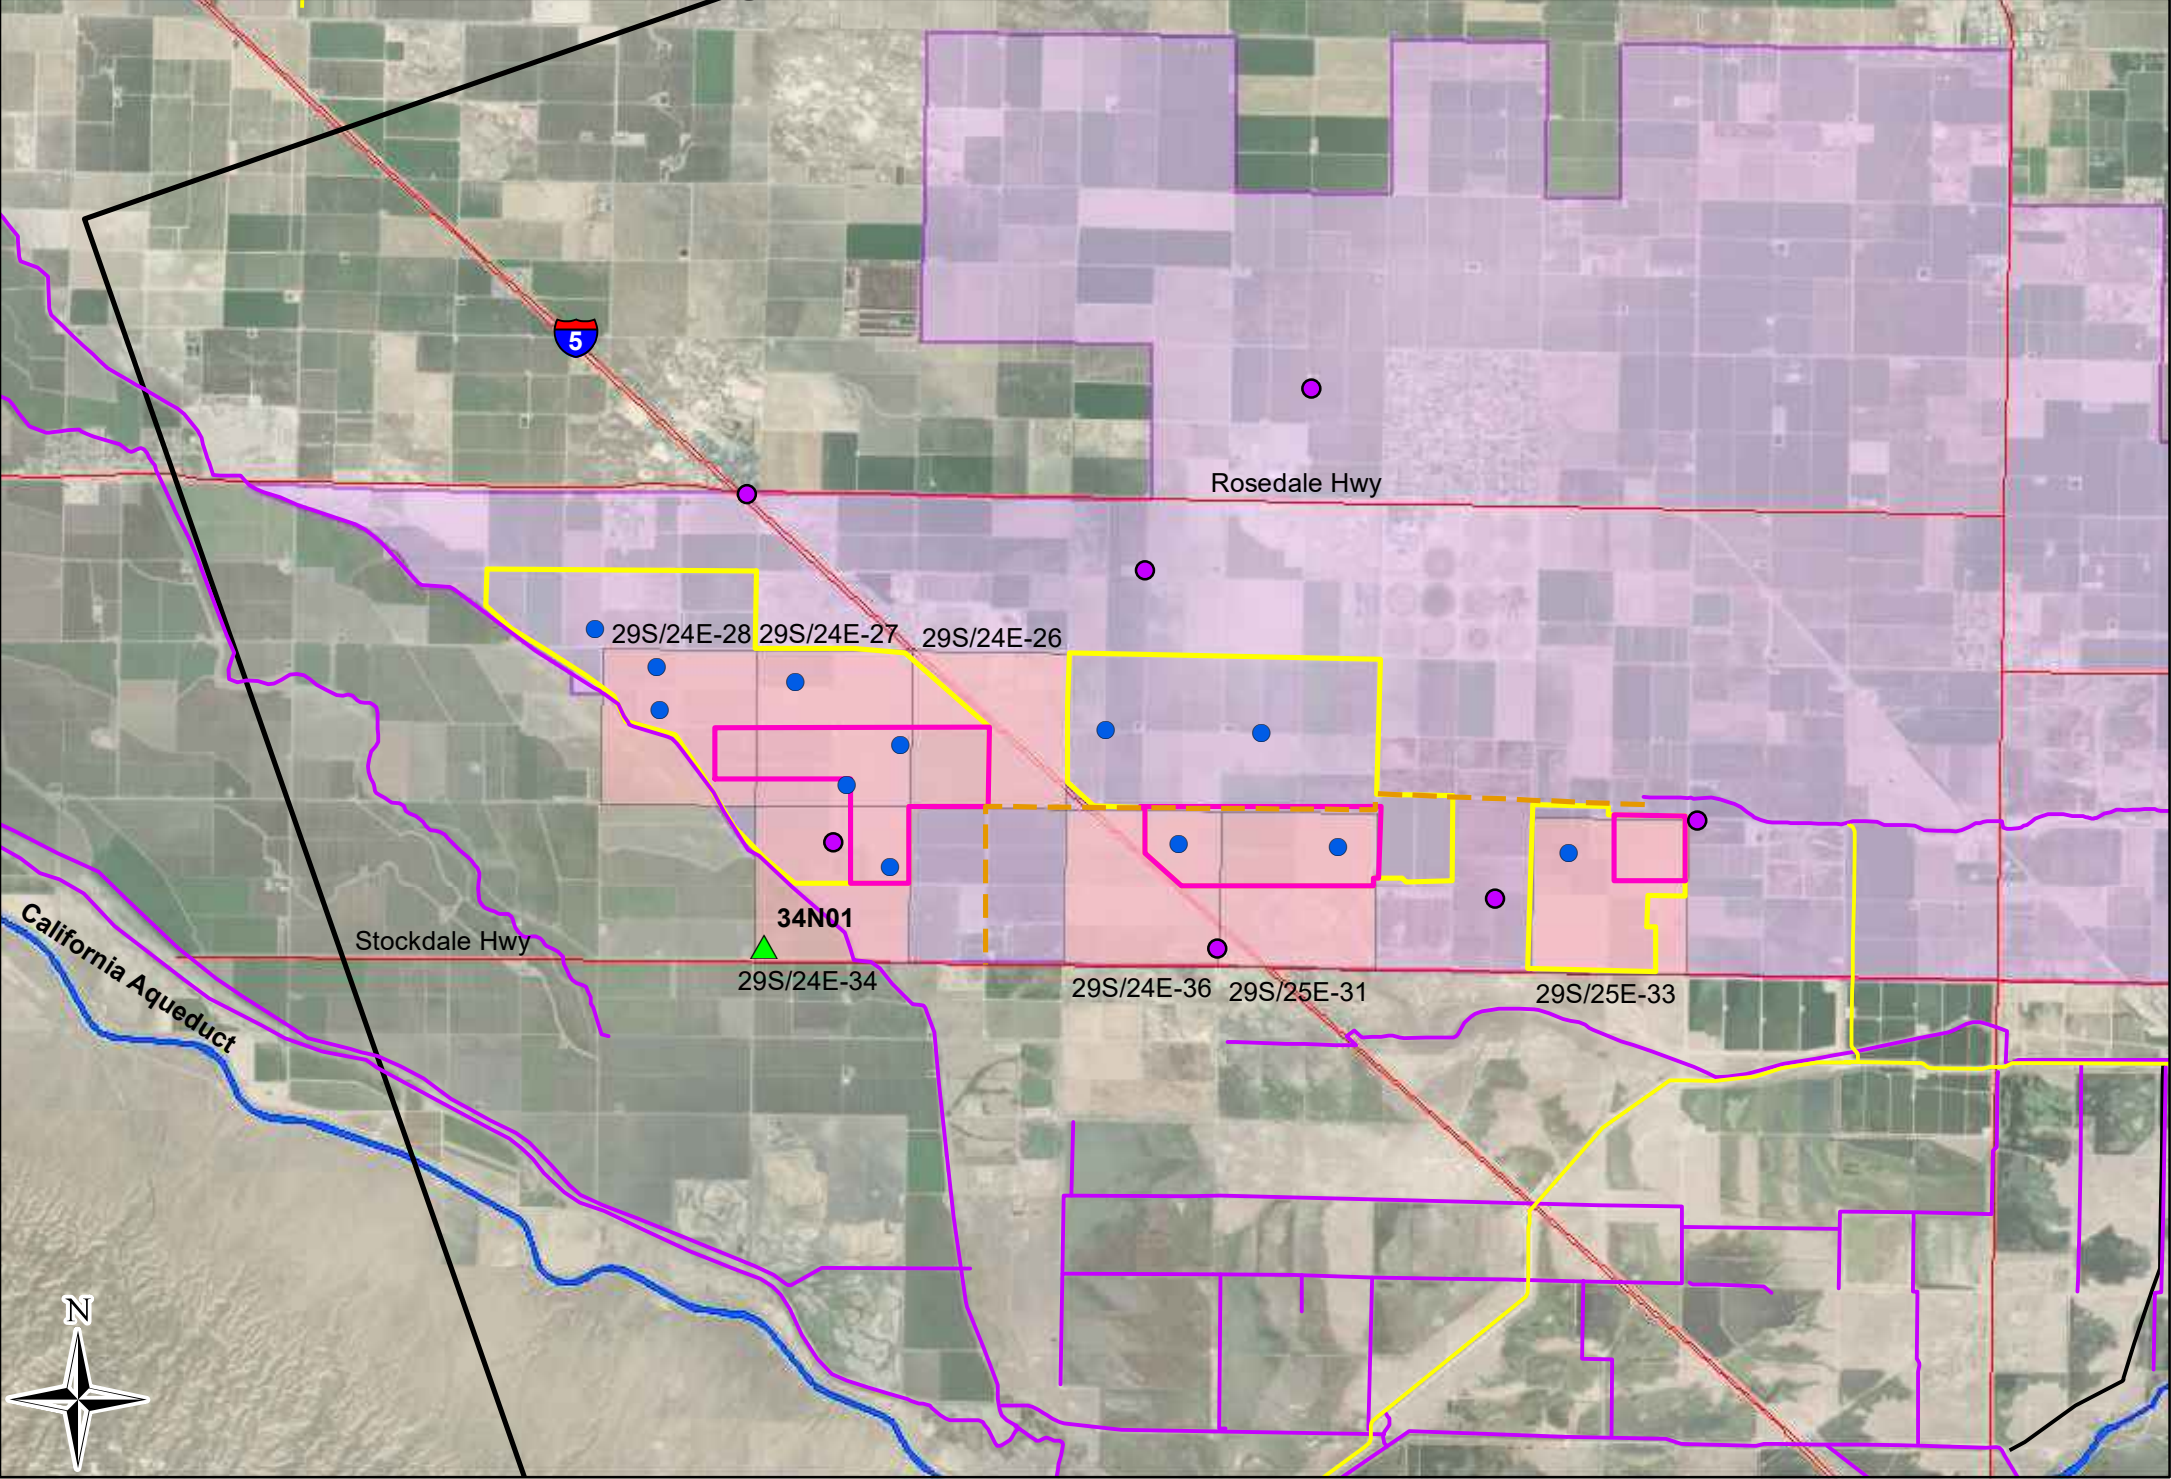 5
Rosedale Hwy
29S/24E-28
29S/24E-27
29S/24E-26
34N01
Stockdale Hwy
California Aqueduct
29S/24E-34
29S/24E-36
29S/25E-31
29S/25E-33
N